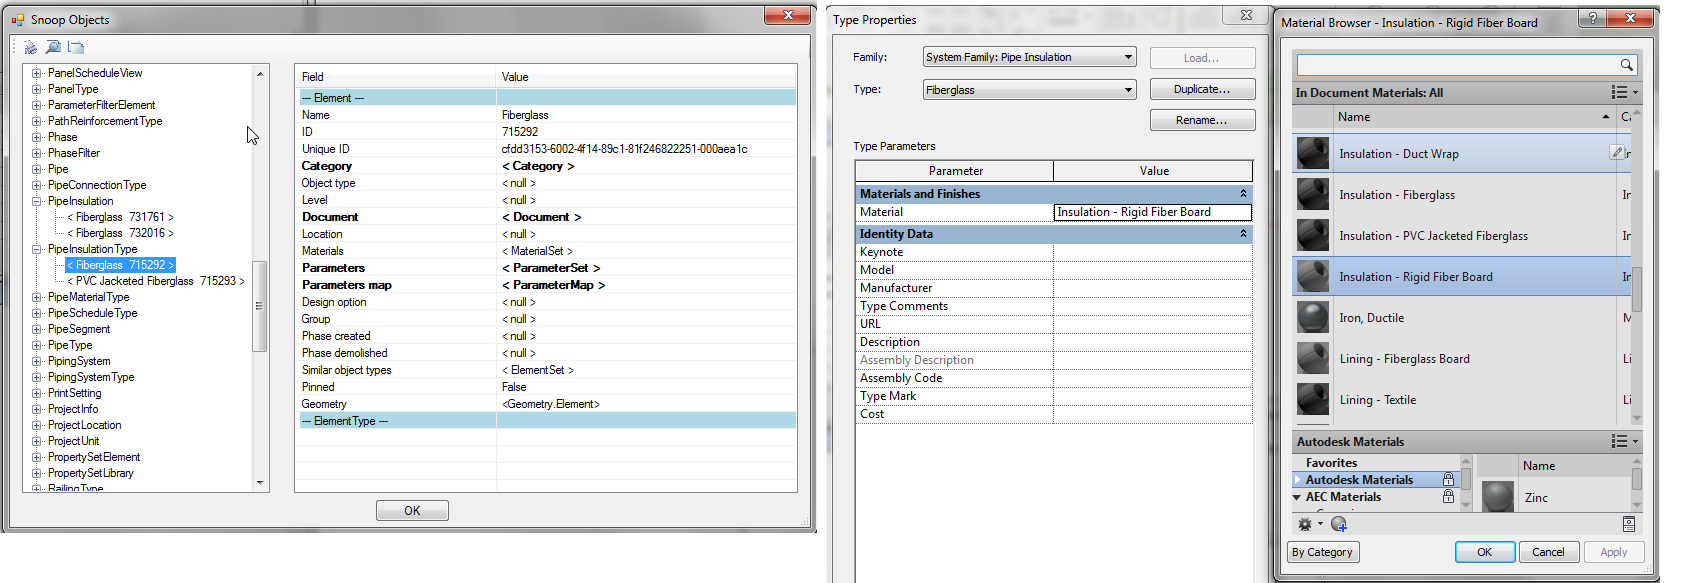 Snoop Objects
PanelScheduleView
PanelType
ParameterFilterElement
PathReinforcementType
Phase
PhaseFilter
Pipe
PipeConnectionType
PipeInsulation
< Fiberglass 731761 >
< Fiberglass 732016 >
PipeInsulationType
< Fiberglass 715292 >
< PVC Jacketed Fiberglass 715293 >
PipeMaterialType
PipeScheduleType
PipeSegment
PipeType
PipingSystem
PipingSystemType
PrintSetting
ProjectInfo
ProjectLocation
ProjectUnit
PropertySetElement
PropertySetLibrary
RailingType
Field Value
--- Element ---
Name Fiberglass
ID 715292
Unique ID cfdd3153-6002-4f14-89c1-81f246822251-000aea1c
Category < Category >
Object type < null >
Level < null >
Document < Document >
Location < null >
Materials < MaterialSet >
Parameters < ParameterSet >
Parameters map < ParameterMap >
Design option < null >
Group < null >
Phase created < null >
Phase demolished < null >
Similar object types < ElementSet >
Pinned False
Geometry <Geometry.Element>
--- ElementType ---
OK
Type Properties
Family: System Family: Pipe Insulation Load...
Type: Fiberglass Duplicate...
Rename...
Type Parameters
Parameter Value
Materials and Finishes
Material Insulation - Rigid Fiber Board
Identity Data
Keynote
Model
Manufacturer
Type Comments
URL
Description
Assembly Description
Assembly Code
Type Mark
Cost
Material Browser - Insulation - Rigid Fiber Board ?
In Document Materials: All
Name C
Insulation - Duct Wrap In
Insulation - Fiberglass In
Insulation - PVC Jacketed Fiberglass In
Insulation - Rigid Fiber Board In
Iron, Ductile M
Lining - Fiberglass Board Li
Lining - Textile Li
Autodesk Materials
Favorites
Autodesk Materials
AEC Materials
Name
Zinc
By Category OK Cancel Apply